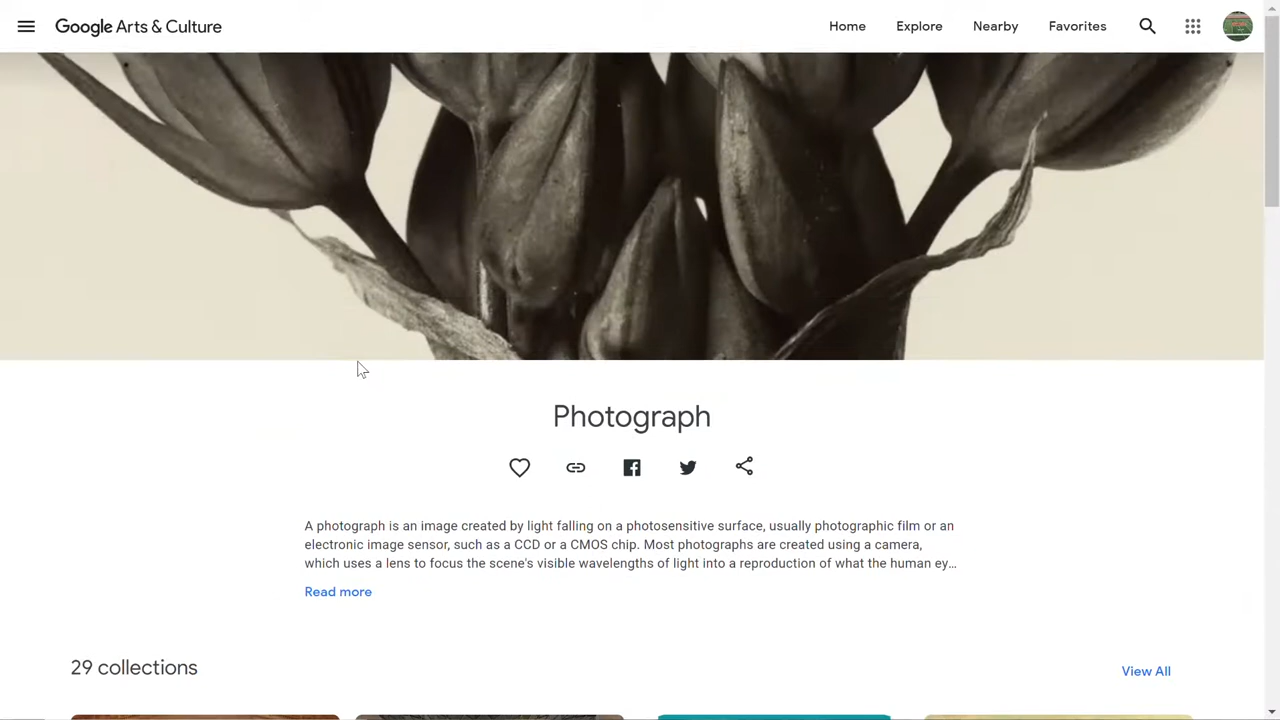 Google Arts & Culture
Home
Explore
Nearby
Favorites
Photograph
A photograph is an image created by light falling on a photosensitive surface, usually photographic film or an
electronic image sensor, such as a CCD or a CMOS chip. Most photographs are created using a camera,
which uses a lens to focus the scene's visible wavelengths of light into a reproduction of what the human ey...
Read more
29 collections
View All